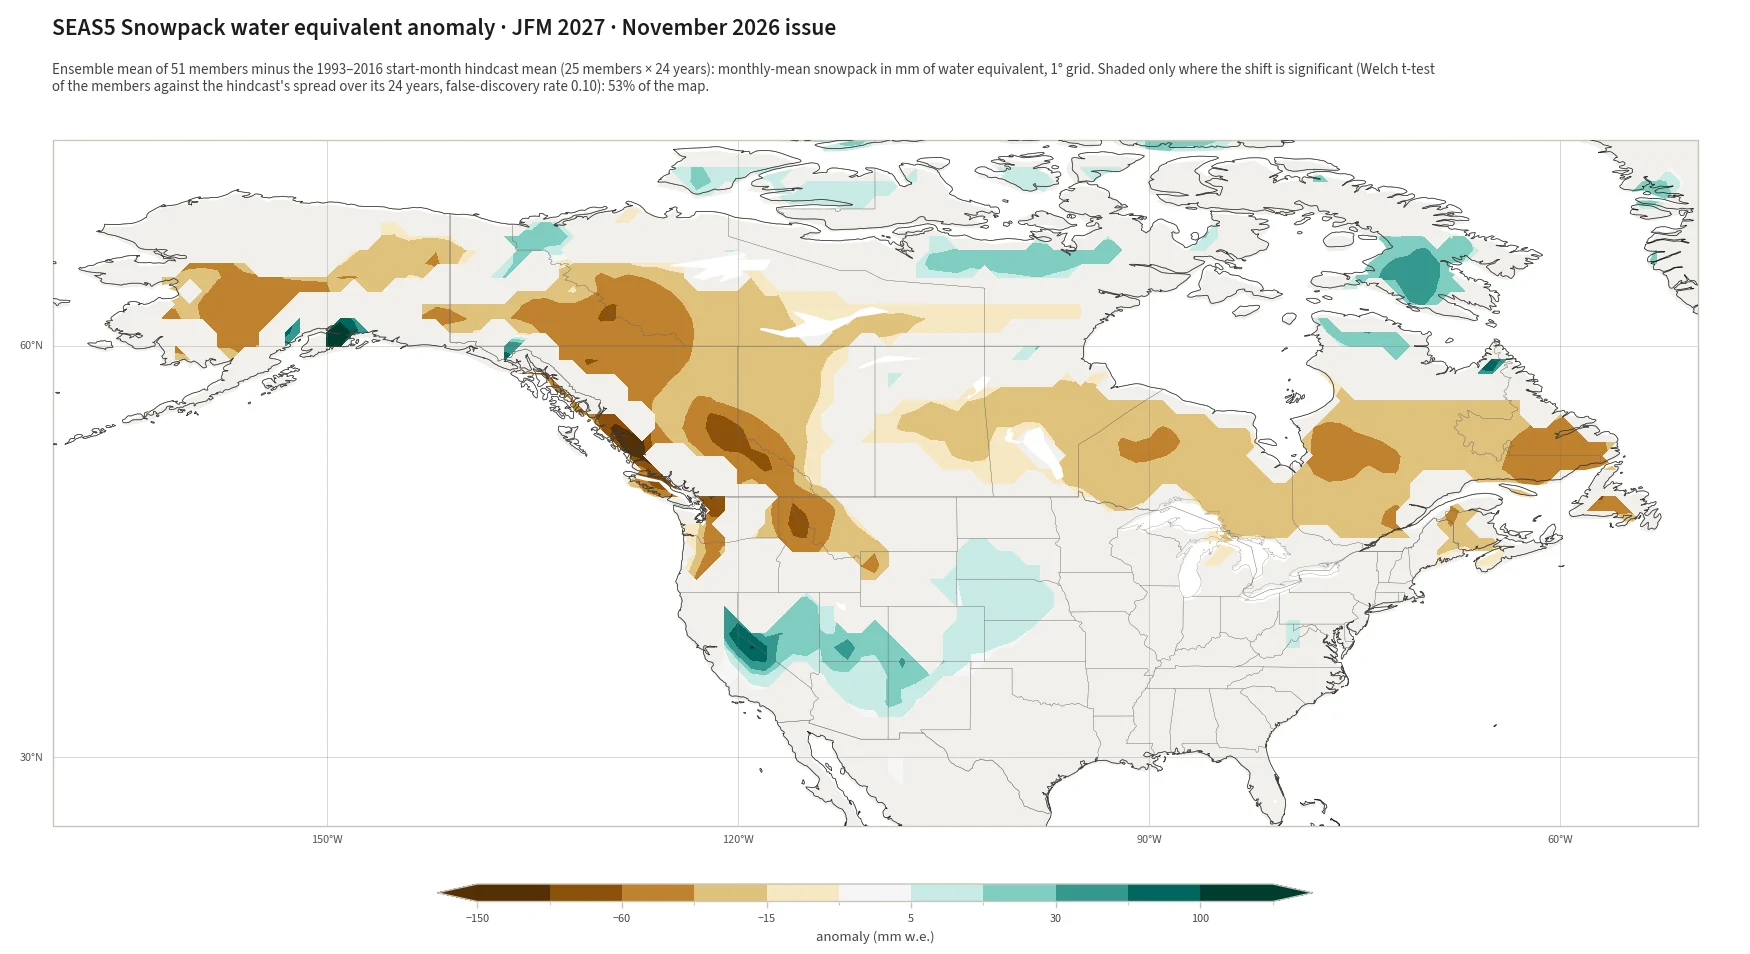 SEAS5 Snowpack water equivalent anomaly · JFM 2027 · November 2026 issue
Ensemble mean of 51 members minus the 1993–2016 start-month hindcast mean (25 members × 24 years): monthly-mean snowpack in mm of water equivalent, 1° grid. Shaded only where the shift is significant (Welch t-test
of the members against the hindcast's spread over its 24 years, false-discovery rate 0.10): 53% of the map.
60°N
30°N
150°W 120°W 90°W 60°W
−150 −60 −15 5 30 100
anomaly (mm w.e.)